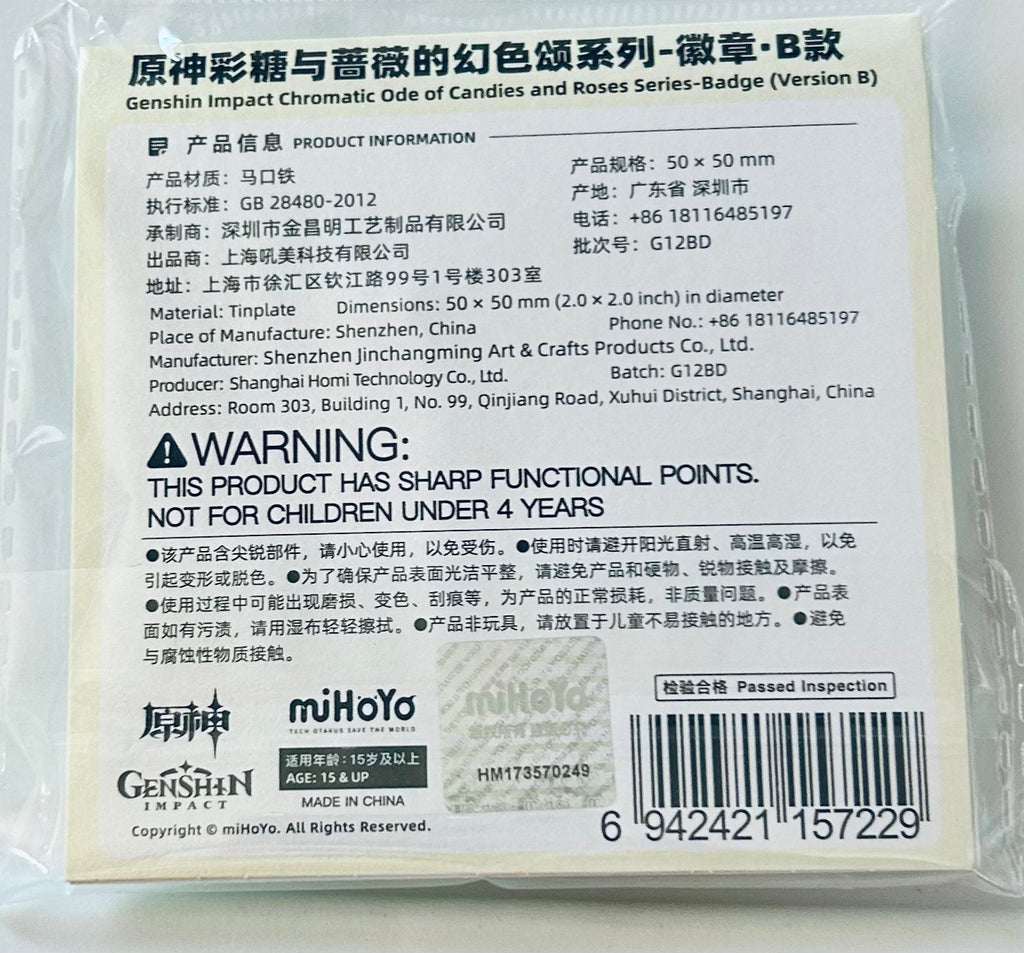 原神彩糖与蔷薇的幻色颂系列-徽章·B款
Genshin Impact Chromatic Ode of Candies and Roses Series-Badge (Version B)
产品信息 PRODUCT INFORMATION
产品材质：马口铁 产品规格：50 × 50 mm
执行标准：GB 28480-2012 产地：广东省 深圳市
承制商：深圳市金昌明工艺制品有限公司 电话：+86 18116485197
出品商：上海吼美科技有限公司 批次号：G12BD
地址：上海市徐汇区钦江路99号1号楼303室
Material: Tinplate Dimensions: 50 × 50 mm (2.0 × 2.0 inch) in diameter
Place of Manufacture: Shenzhen, China Phone No.: +86 18116485197
Manufacturer: Shenzhen Jinchangming Art & Crafts Products Co., Ltd.
Producer: Shanghai Homi Technology Co., Ltd. Batch: G12BD
Address: Room 303, Building 1, No. 99, Qinjiang Road, Xuhui District, Shanghai, China
WARNING:
THIS PRODUCT HAS SHARP FUNCTIONAL POINTS.
NOT FOR CHILDREN UNDER 4 YEARS
●该产品含尖锐部件，请小心使用，以免受伤。●使用时请避开阳光直射、高温高湿，以免
引起变形或脱色。●为了确保产品表面光洁平整，请避免产品和硬物、锐物接触及摩擦。
●使用过程中可能出现磨损、变色、刮痕等，为产品的正常损耗，非质量问题。●产品表
面如有污渍，请用湿布轻轻擦拭。●产品非玩具，请放置于儿童不易接触的地方。●避免
与腐蚀性物质接触。
原神
GENSHIN
IMPACT
miHoYo
TECH OTAKUS SAVE THE WORLD
适用年龄：15岁及以上
AGE: 15 & UP
MADE IN CHINA
Copyright © miHoYo. All Rights Reserved.
miHoYo
HM173570249
检验合格 Passed Inspection
6 942421 157229